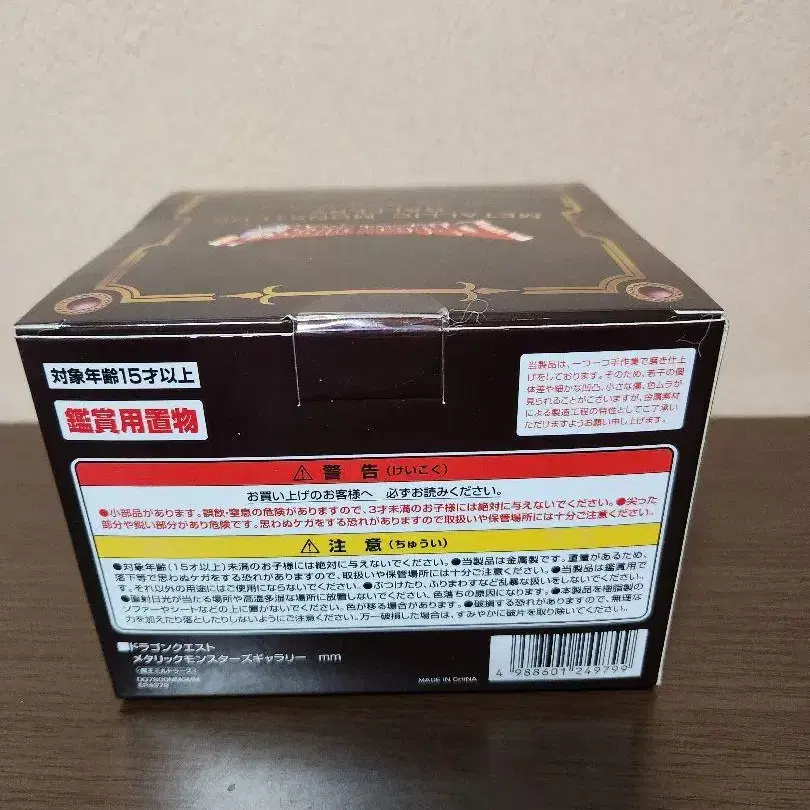 METALLIC MONSTERS
対象年齢15才以上
鑑賞用置物
当製品は、一つ一つ手作業で磨き仕上
げをしております。そのため、若干の個
体差や細かな凹凸、小さな傷、色ムラが
見られることがございますが、金属素材
による製造工程の特性としてご了承い
ただけますようお願い申し上げます。
警告(けいこく)
お買い上げのお客様へ 必ずお読みください。
●小部品があります。誤飲・窒息の危険がありますので、3才未満のお子様には絶対に与えないでください。●尖った
部分や鋭い部分があり危険です。思わぬケガをする恐れがありますので取扱いや保管場所には十分ご注意ください。
注意(ちゅうい)
●対象年齢(15才以上)未満のお子様には絶対に与えないでください。●当製品は金属製です。重量があるため、
落下等で思わぬケガをする恐れがありますので、取扱いや保管場所には十分ご注意ください。●当製品は鑑賞用で
す。それ以外の用途にはご使用にならないでください。●ぶつけたり、ふりまわすなど乱暴な扱いをしないでください。
●直射日光が当たる場所や高温多湿な場所に放置しないでください。色落ちの原因になります。●本製品を樹脂製の
ソファーやシートなどの上に置かないでください。色が移る場合があります。●破損する恐れがありますので、無理な
力を加えたり落としたりしないようにご注意ください。万一破損した場合は、すみやかに破片を取り除いてください。
ドラゴンクエスト
メタリックモンスターズギャラリー mm
MADE IN CHINA
4 988601 249799